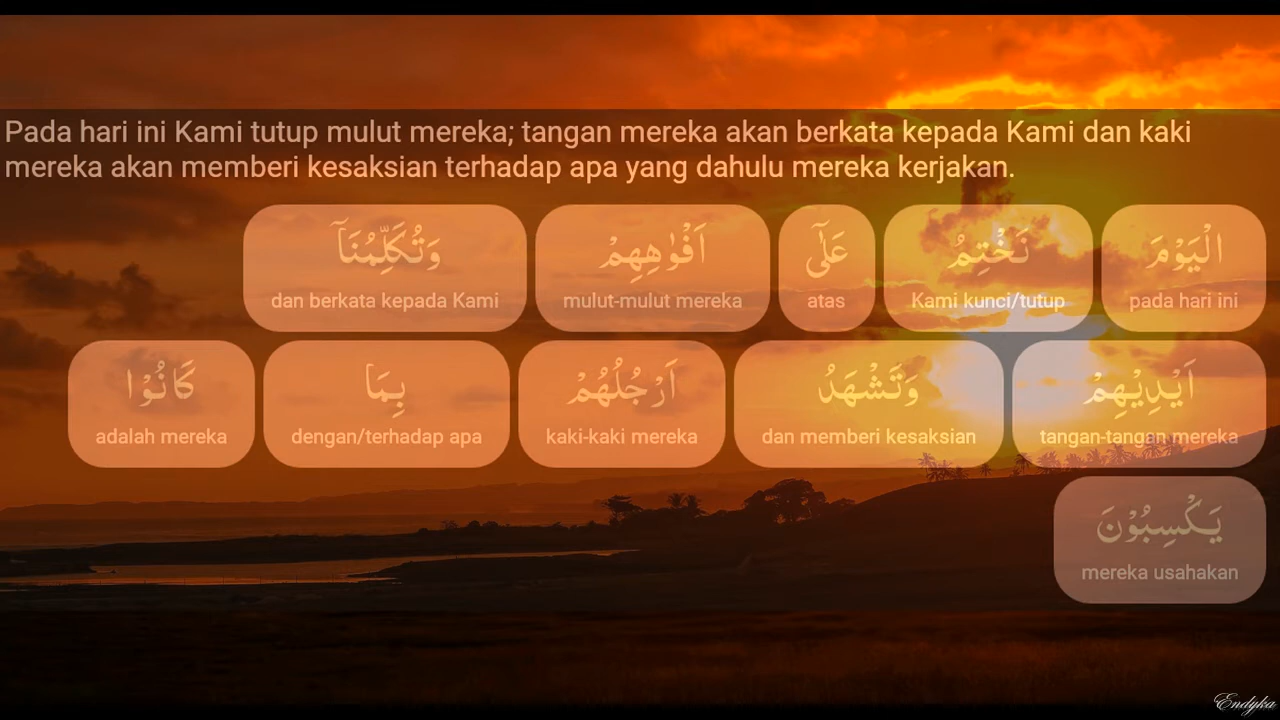 Pada hari ini Kami tutup mulut mereka; tangan mereka akan berkata kepada Kami dan kaki
mereka akan memberi kesaksian terhadap apa yang dahulu mereka kerjakan.
اَلْيَوْمَ نَخْتِمُ عَلٰٓى اَفْوَاهِهِمْ وَتُكَلِّمُنَآ
pada hari ini Kami kunci/tutup atas mulut-mulut mereka dan berkata kepada Kami
اَيْدِيْهِمْ وَتَشْهَدُ اَرْجُلُهُمْ بِمَا كَانُوْا
tangan-tangan mereka dan memberi kesaksian kaki-kaki mereka dengan/terhadap apa adalah mereka
يَكْسِبُوْنَ
mereka usahakan
Endyka